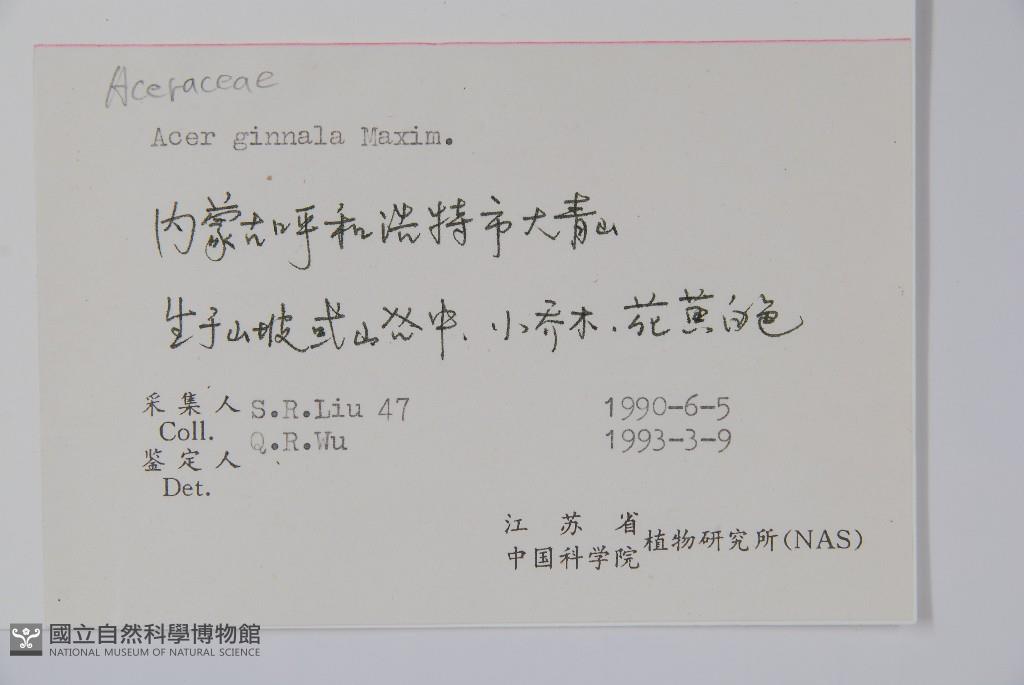 Aceraceae
Acer ginnala Maxim.
内蒙古呼和浩特市大青山
生于山坡或山谷中、小乔木、花黄白色
采集人 S.R.Liu 47 1990-6-5
Coll.
Q.R.Wu 1993-3-9
鉴定人
Det.
江苏省
中国科学院 植物研究所(NAS)
國立自然科學博物館
NATIONAL MUSEUM OF NATURAL SCIENCE